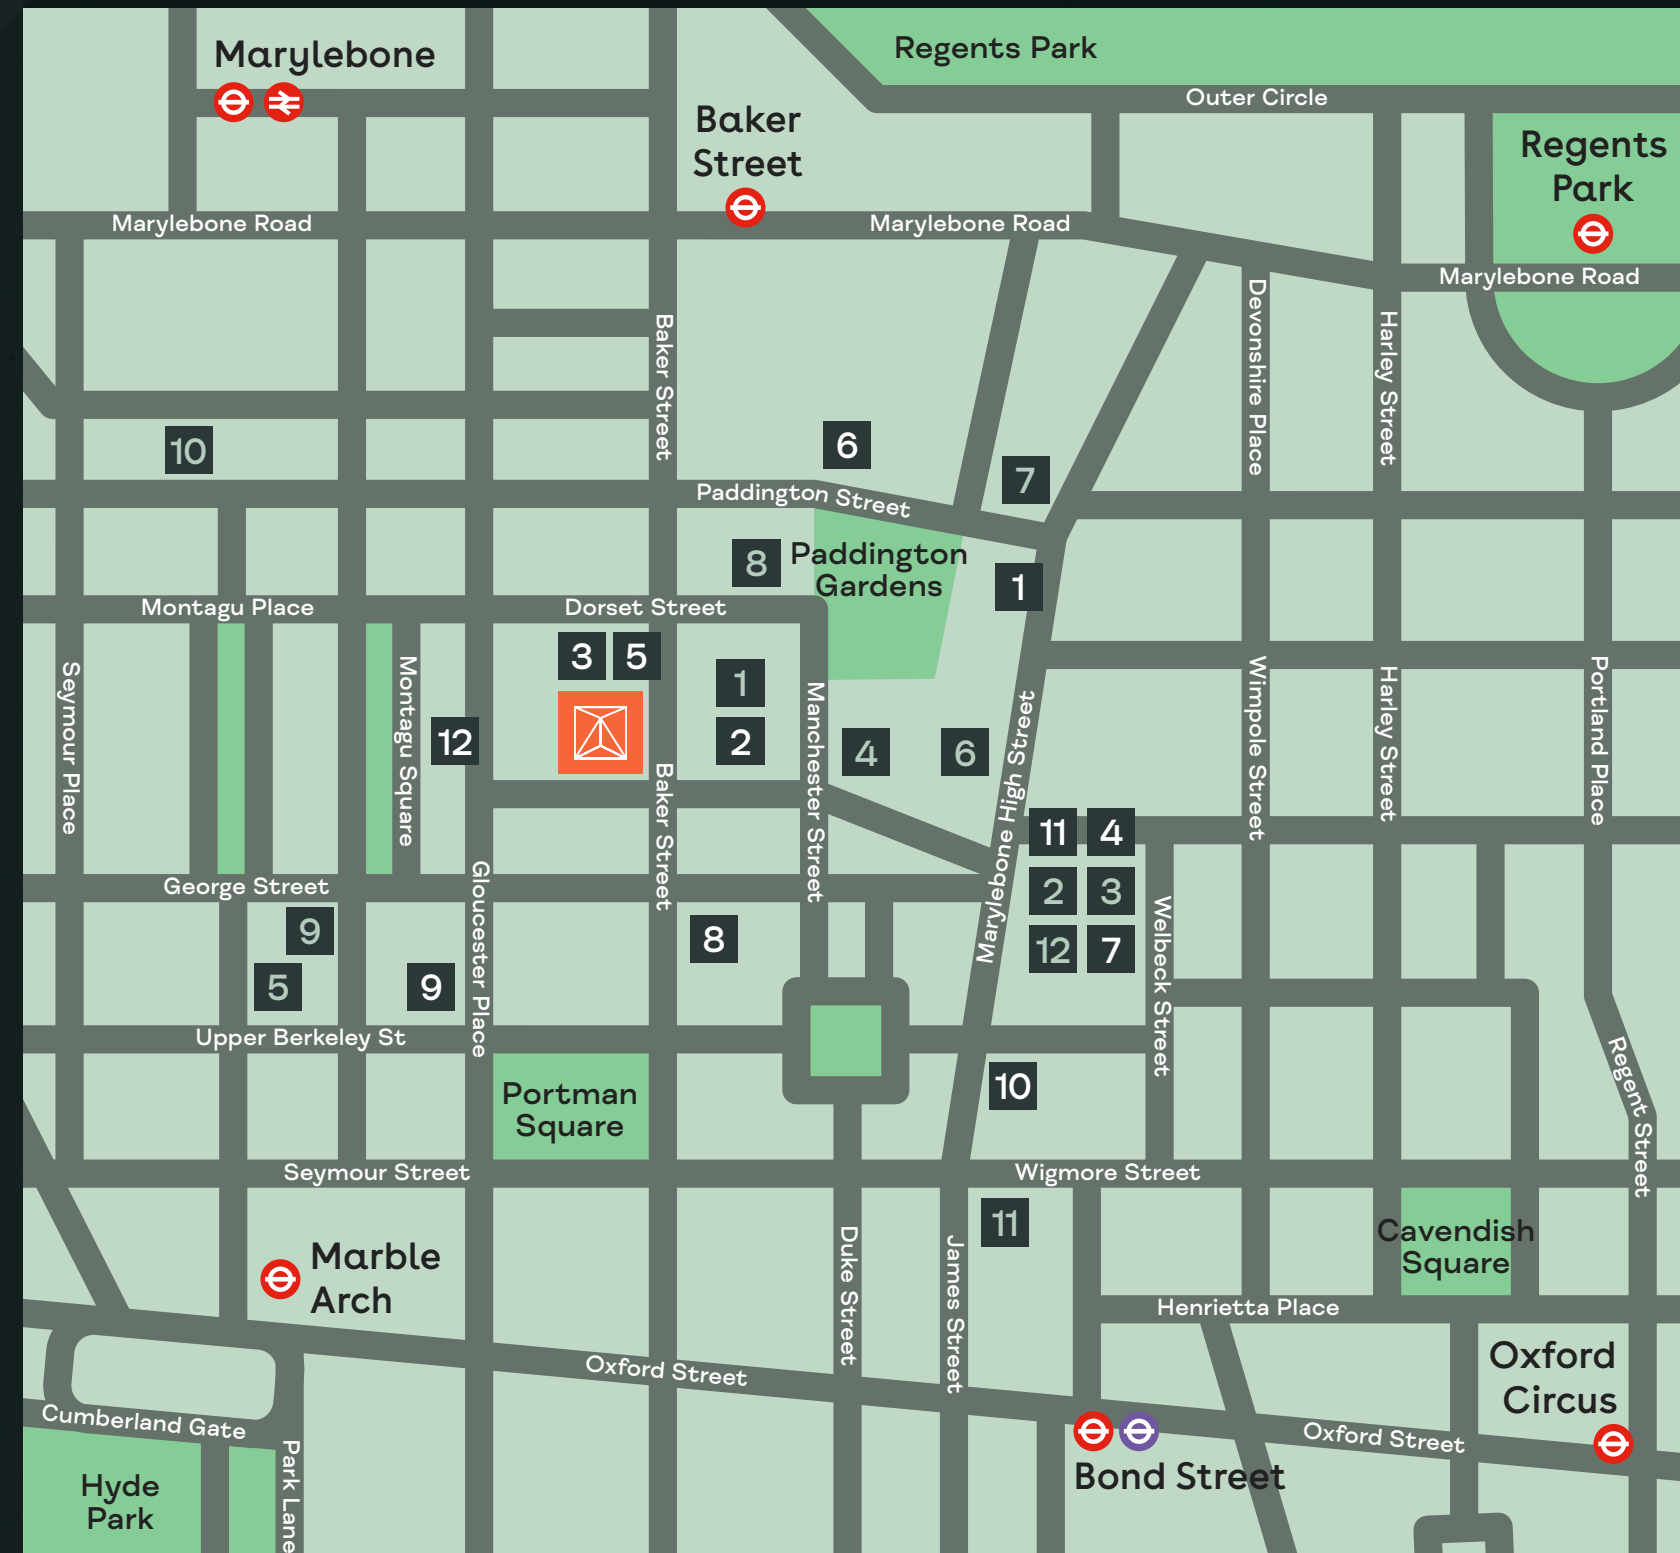 Marylebone
Regents Park
Outer Circle
Baker
Street
Regents
Park
Marylebone Road
Marylebone Road
Marylebone Road
Baker Street
Devonshire Place
Harley Street
10
6
7
Paddington Street
8
Paddington
Gardens
1
Montagu Place
Dorset Street
3
5
1
Seymour Place
Montagu Square
12
2
Manchester Street
4
6
Marylebone High Street
Wimpole Street
Harley Street
Portland Place
Baker Street
11
4
George Street
Gloucester Place
2
3
9
8
12
7
Welbeck Street
5
9
Upper Berkeley St
Regent Street
Portman
Square
10
Seymour Street
Wigmore Street
11
Cavendish
Square
Marble
Arch
Duke Street
James Street
Henrietta Place
Oxford Street
Oxford
Circus
Cumberland Gate
Oxford Street
Park Lane
Bond Street
Hyde
Park